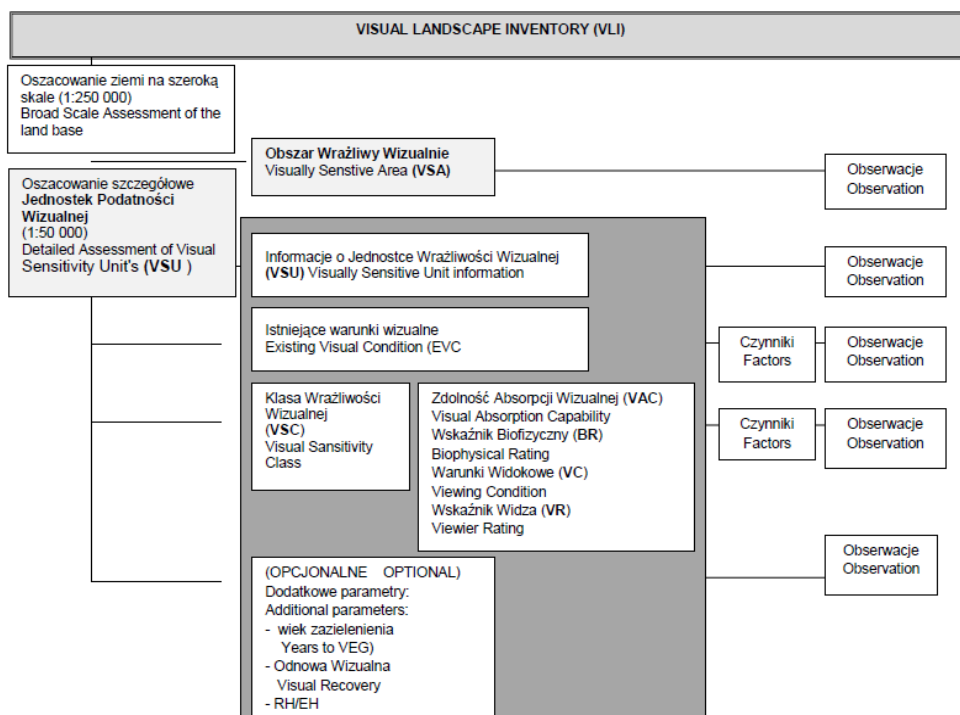 VISUAL LANDSCAPE INVENTORY (VLI)
Oszacowanie ziemi na szeroką
skale (1:250 000)
Broad Scale Assessment of the
land base
Obszar Wrażliwy Wizualnie
Visually Senstive Area (VSA)
Obserwacje
Observation
Oszacowanie szczegółowe
Jednostek Podatności
Wizualnej
(1:50 000)
Detailed Assessment of Visual
Sensitivity Unit's (VSU )
Informacje o Jednostce Wrażliwości Wizualnej
(VSU) Visually Sensitive Unit information
Obserwacje
Observation
Istniejące warunki wizualne
Existing Visual Condition (EVC
Czynniki
Factors
Obserwacje
Observation
Klasa Wrażliwości
Wizualnej
(VSC)
Visual Sansitivity
Class
Zdolność Absorpcji Wizualnej (VAC)
Visual Absorption Capability
Wskaźnik Biofizyczny (BR)
Biophysical Rating
Warunki Widokowe (VC)
Viewing Condition
Wskaźnik Widza (VR)
Viewier Rating
Czynniki
Factors
Obserwacje
Observation
(OPCJONALNE OPTIONAL)
Dodatkowe parametry:
Additional parameters:
- wiek zazielenienia
Years to VEG)
- Odnowa Wizualna
Visual Recovery
- RH/EH
Obserwacje
Observation